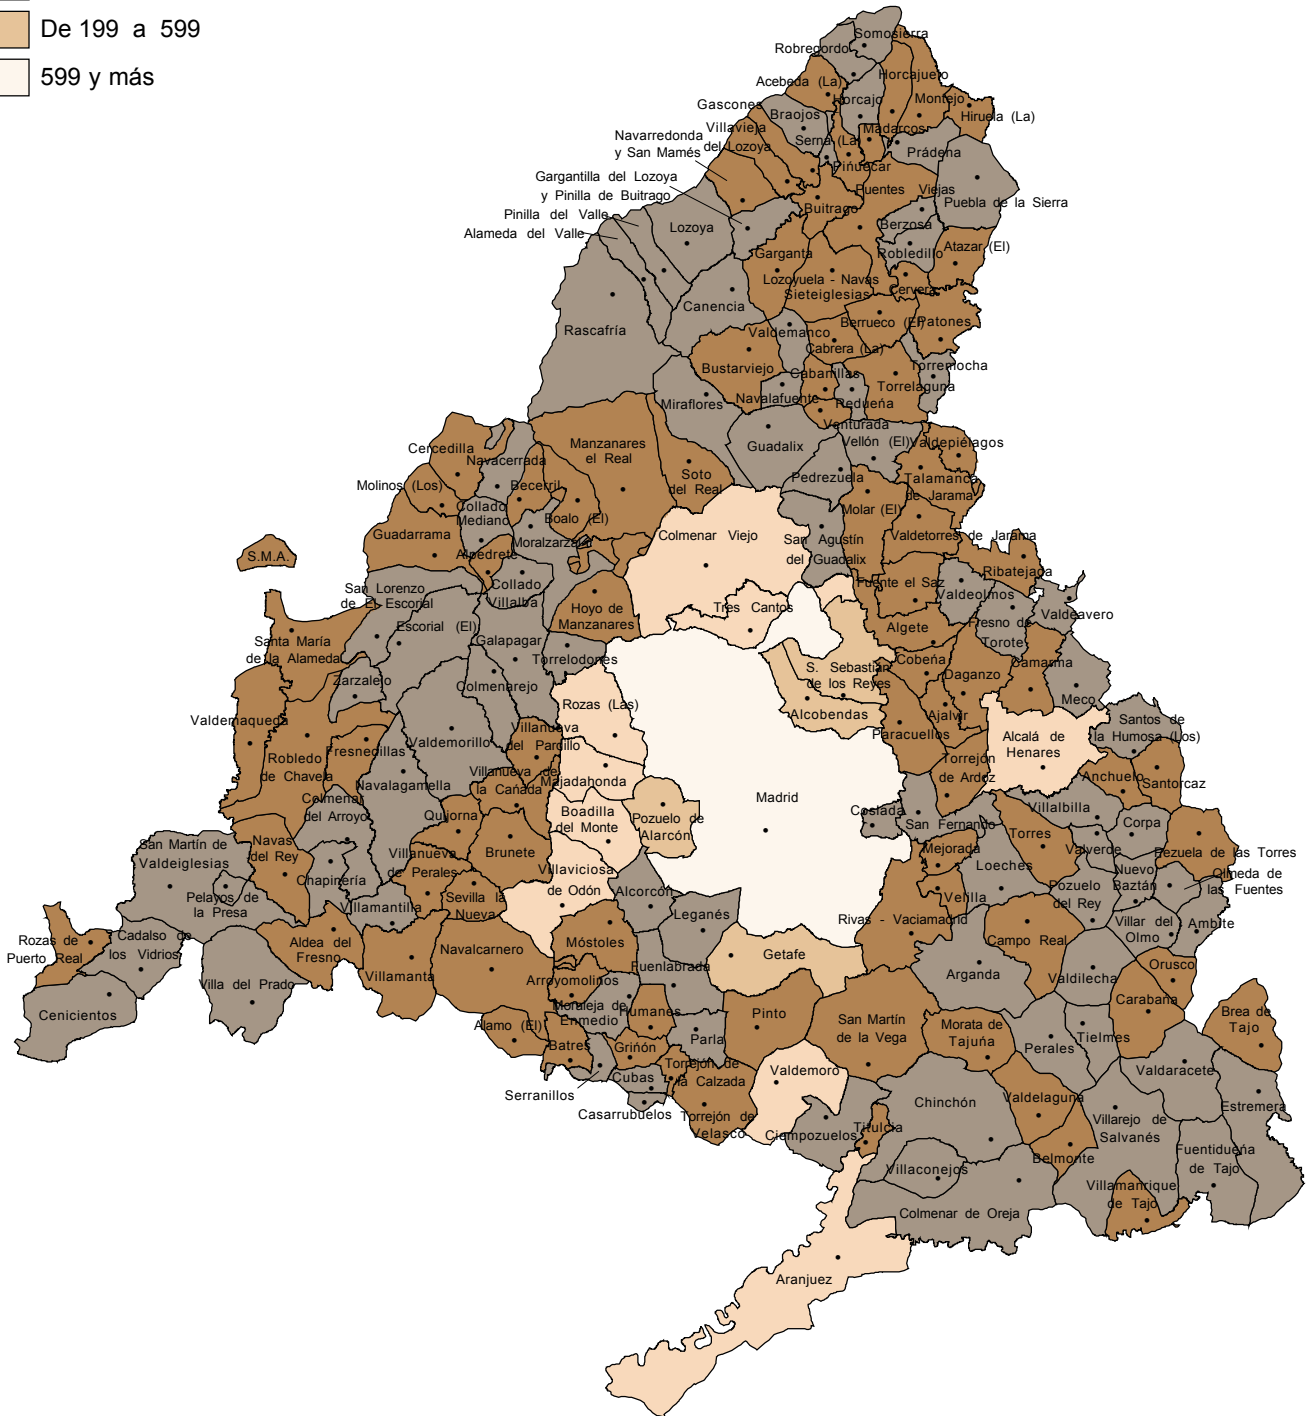 De 199 a 599
599 y más
Somosierra
Robregordo
Acebeda (La)
Horcajuelo
Horcajo
Montejo
Gascones
Braojos
Hiruela (La)
Villavieja
del Lozoya
Madarcos
Navarredonda
y San Mamés
Serna (La)
Prádena
Piñuécar
Gargantilla del Lozoya
y Pinilla de Buitrago
Puentes Viejas
Puebla de la Sierra
Pinilla del Valle
Buitrago
Alameda del Valle
Lozoya
Berzosa
Robledillo
Atazar (El)
Garganta
Lozoyuela - Navas
Sieteiglesias
Cervera
Canencia
Rascafría
Valdemanco
Berrueco (El)
Patones
Cabrera (La)
Bustarviejo
Cabanillas
Torremocha
Torrelaguna
Miraflores
Navalafuente
Redueña
Venturada
Guadalix
Vellón (El)
Valdepiélagos
Cercedilla
Manzanares
el Real
Navacerrada
Pedrezuela
Soto
del Real
Talamanca
de Jarama
Molinos (Los)
Becerril
Collado
Mediano
Boalo (El)
Molar (El)
Guadarrama
Moralzarzal
Colmenar Viejo
San Agustín
del Guadalix
Valdetorres de Jarama
S.M.A.
Alpedrete
Ribatejada
San Lorenzo
de El Escorial
Collado
Villalba
Fuente el Saz
Valdeolmos
Hoyo de
Manzanares
Tres Cantos
Valdeavero
Fresno de
Torote
Escorial (El)
Algete
Santa María
de la Alameda
Galapagar
Torrelodones
Cobeña
Camarma
S. Sebastián
de los Reyes
Zarzalejo
Daganzo
Colmenarejo
Meco
Rozas (Las)
Alcobendas
Ajalvir
Valdemaqueda
Santos de
la Humosa (Los)
Villanueva
del Pardillo
Paracuellos
Valdemorillo
Alcalá de
Henares
Fresnedillas
Robledo
de Chavela
Torrejón
de Ardoz
Villanueva de
la Cañada
Majadahonda
Navalagamella
Anchuelo
Santorcaz
Madrid
Colmenar
del Arroyo
Boadilla
del Monte
Coslada
Villalbilla
Quijorna
Pozuelo de
Alarcón
San Fernando
Corpa
Navas
del Rey
Torres
San Martín de
Valdeiglesias
Villanueva
de Perales
Brunete
Mejorada
Valverde
Pezuela de las Torres
Loeches
Villaviciosa
de Odón
Nuevo
Baztán
Olmeda de
las Fuentes
Chapinería
Pozuelo
del Rey
Pelayos de
la Presa
Alcorcón
Sevilla la
Nueva
Velilla
Villamantilla
Leganés
Rivas - Vaciamadrid
Villar del
Olmo
Ambite
Rozas de
Puerto Real
Cadalso de
los Vidrios
Aldea del
Fresno
Navalcarnero
Móstoles
Campo Real
Getafe
Orusco
Fuenlabrada
Arganda
Villamanta
Valdilecha
Villa del Prado
Arroyomolinos
Carabaña
Cenicientos
Moraleja de
Enmedio
Humanes
Pinto
Brea de
Tajo
Alamo (El)
San Martín
de la Vega
Morata de
Tajuña
Tielmes
Batres
Griñón
Parla
Perales
Torrejón de
la Calzada
Valdemoro
Valdaracete
Cubas
Serranillos
Valdelaguna
Estremera
Casarrubuelos
Chinchón
Torrejón de
Velasco
Villarejo de
Salvanés
Ciempozuelos
Titulcia
Belmonte
Fuentidueña
de Tajo
Villaconejos
Villamanrique
de Tajo
Colmenar de Oreja
Aranjuez